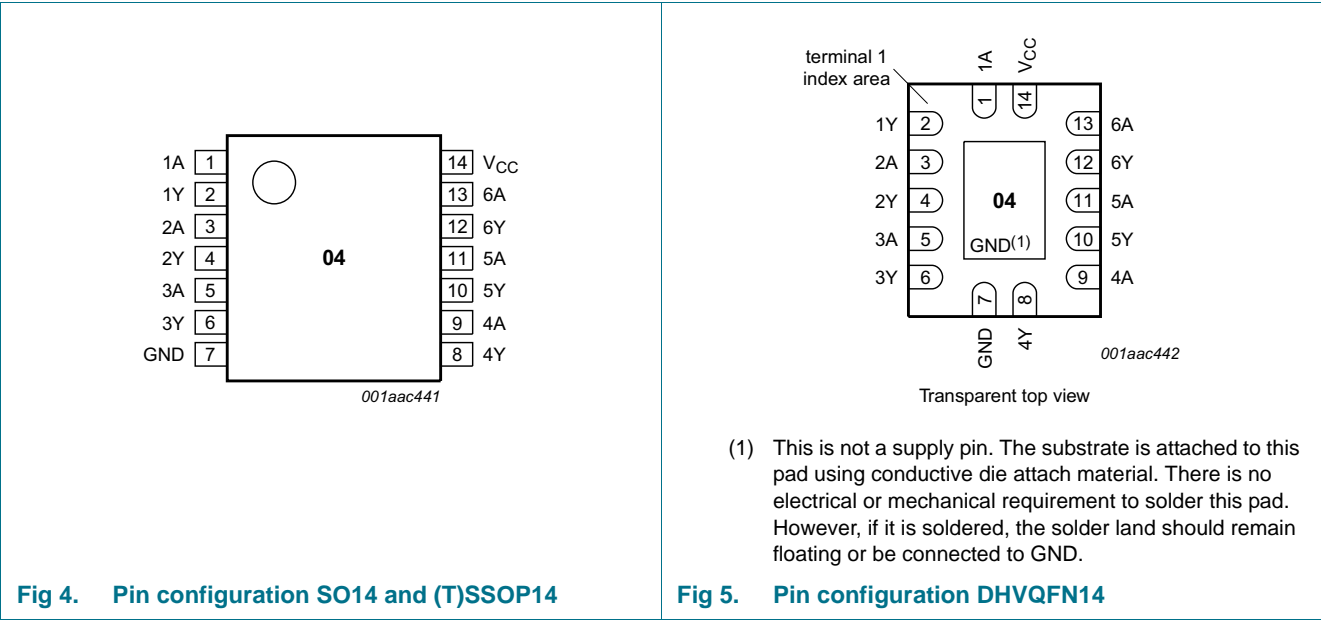 1A 1 14 VCC
1Y 2 13 6A
2A 3 12 6Y
2Y 4 04 11 5A
3A 5 10 5Y
3Y 6 9 4A
GND 7 8 4Y
001aac441
Fig 4. Pin configuration SO14 and (T)SSOP14
terminal 1
index area
1A VCC
1 14
1Y 2 13 6A
2A 3 12 6Y
2Y 4 04 11 5A
3A 5 GND(1) 10 5Y
3Y 6 9 4A
7 8
GND 4Y
001aac442
Transparent top view
(1) This is not a supply pin. The substrate is attached to this
pad using conductive die attach material. There is no
electrical or mechanical requirement to solder this pad.
However, if it is soldered, the solder land should remain
floating or be connected to GND.
Fig 5. Pin configuration DHVQFN14